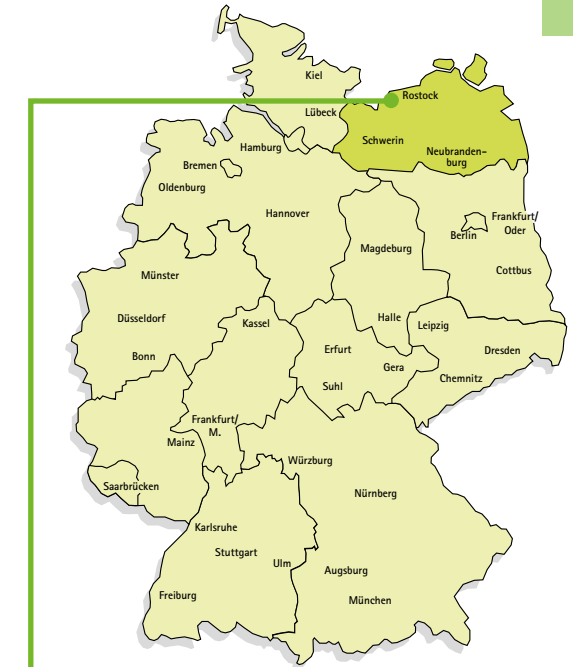 Kiel
Rostock
Lübeck
Schwerin
Hamburg
Neubranden-
burg
Bremen
Oldenburg
Hannover
Frankfurt/
Oder
Berlin
Magdeburg
Cottbus
Münster
Düsseldorf
Kassel
Halle
Leipzig
Bonn
Erfurt
Dresden
Gera
Chemnitz
Suhl
Frankfurt/
M.
Mainz
Würzburg
Saarbrücken
Nürnberg
Karlsruhe
Stuttgart
Ulm
Augsburg
Freiburg
München